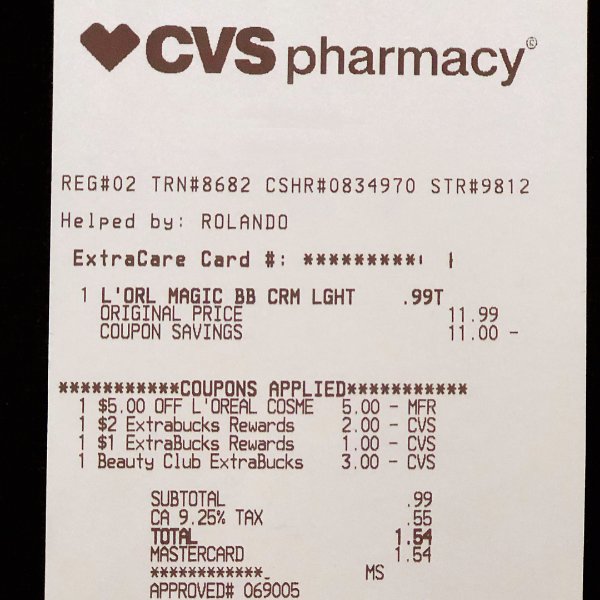 CVS pharmacy®
REG#02 TRN#8682 CSHR#0834970 STR#9812
Helped by: ROLANDO
ExtraCare Card #: *********
1 L'ORL MAGIC BB CRM LGHT .99T
ORIGINAL PRICE 11.99
COUPON SAVINGS 11.00 -
***********COUPONS APPLIED***********
1 $5.00 OFF L'OREAL COSME 5.00 - MFR
1 $2 Extrabucks Rewards 2.00 - CVS
1 $1 ExtraBucks Rewards 1.00 - CVS
1 Beauty Club ExtraBucks 3.00 - CVS
SUBTOTAL .99
CA 9.25% TAX .55
TOTAL 1.54
MASTERCARD 1.54
************ MS
APPROVED# 069005